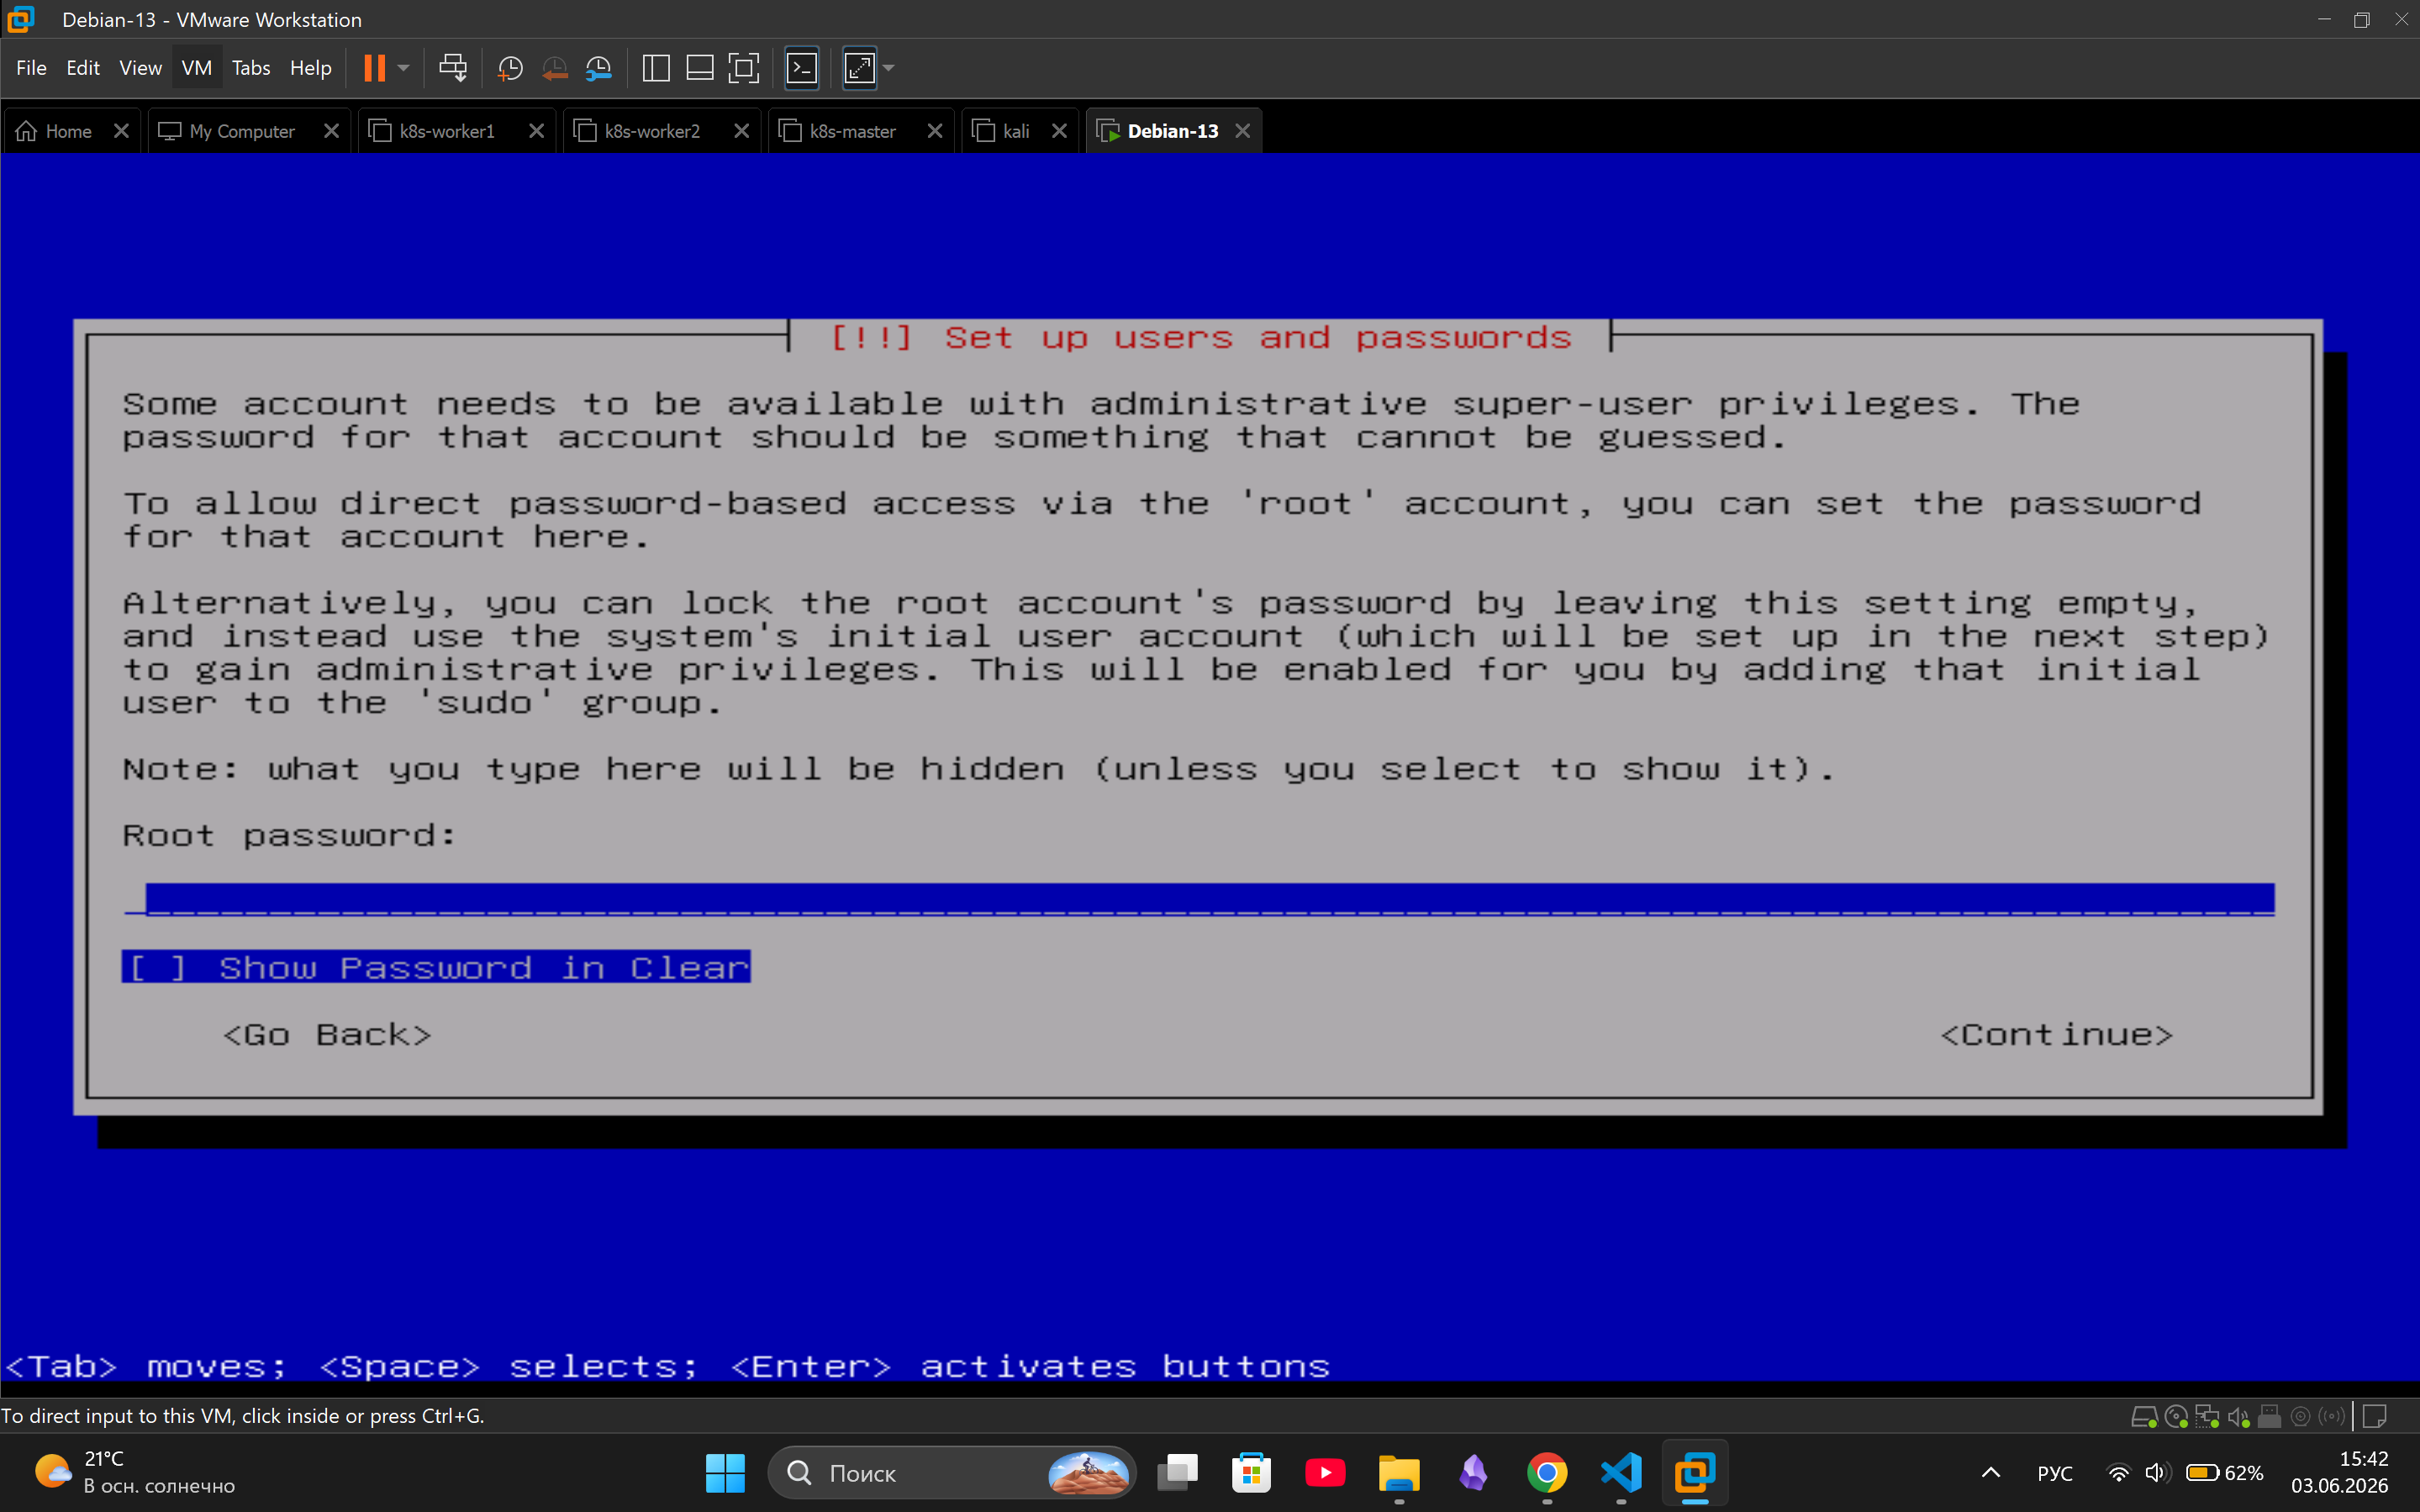 Debian-13 - VMware Workstation
File Edit View VM Tabs Help
Home My Computer k8s-worker1 k8s-worker2 k8s-master kali Debian-13
[!!] Set up users and passwords
Some account needs to be available with administrative super-user privileges. The
password for that account should be something that cannot be guessed.
To allow direct password-based access via the 'root' account, you can set the password
for that account here.
Alternatively, you can lock the root account's password by leaving this setting empty,
and instead use the system's initial user account (which will be set up in the next step)
to gain administrative privileges. This will be enabled for you by adding that initial
user to the 'sudo' group.
Note: what you type here will be hidden (unless you select to show it).
Root password:
[ ] Show Password in Clear
<Go Back> <Continue>
<Tab> moves; <Space> selects; <Enter> activates buttons
To direct input to this VM, click inside or press Ctrl+G.
21°C
В осн. солнечно
Поиск
РУС
62%
15:42
03.06.2026